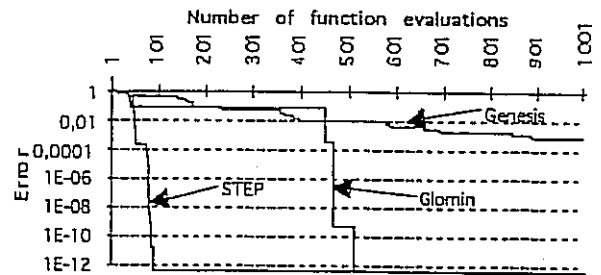 Number of function evaluations
1 101 201 301 401 501 601 701 801 901 1001
Error
1
0,01
0,0001
1E-06
1E-08
1E-10
1E-12
Genesis
STEP
Glomin